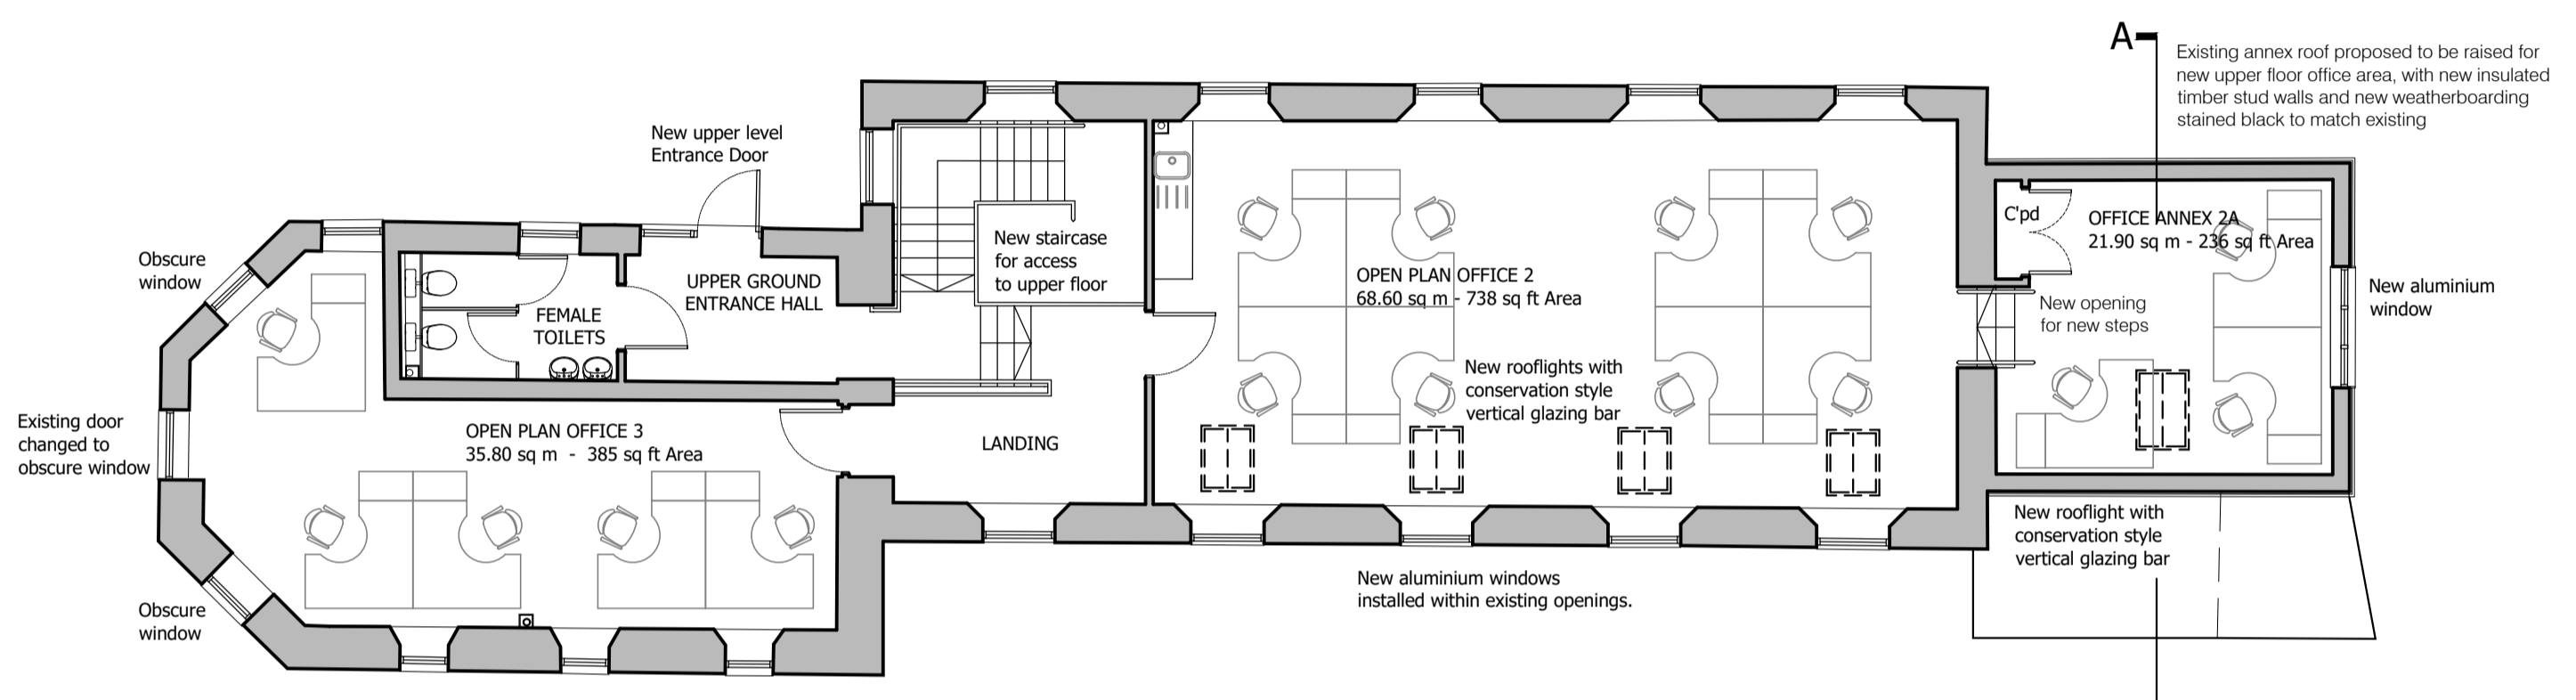 A
Existing annex roof proposed to be raised for
new upper floor office area, with new insulated
timber stud walls and new weatherboarding
stained black to match existing
New upper level
Entrance Door
Obscure
window
New staircase
for access
to upper floor
UPPER GROUND
ENTRANCE HALL
FEMALE
TOILETS
C'pd
OFFICE ANNEX 2A
21.90 sq m - 236 sq ft Area
OPEN PLAN OFFICE 2
68.60 sq m - 738 sq ft Area
New opening
for new steps
New aluminium
window
New rooflights with
conservation style
vertical glazing bar
Existing door
changed to
obscure window
OPEN PLAN OFFICE 3
35.80 sq m - 385 sq ft Area
LANDING
New rooflight with
conservation style
vertical glazing bar
New aluminium windows
installed within existing openings.
Obscure
window